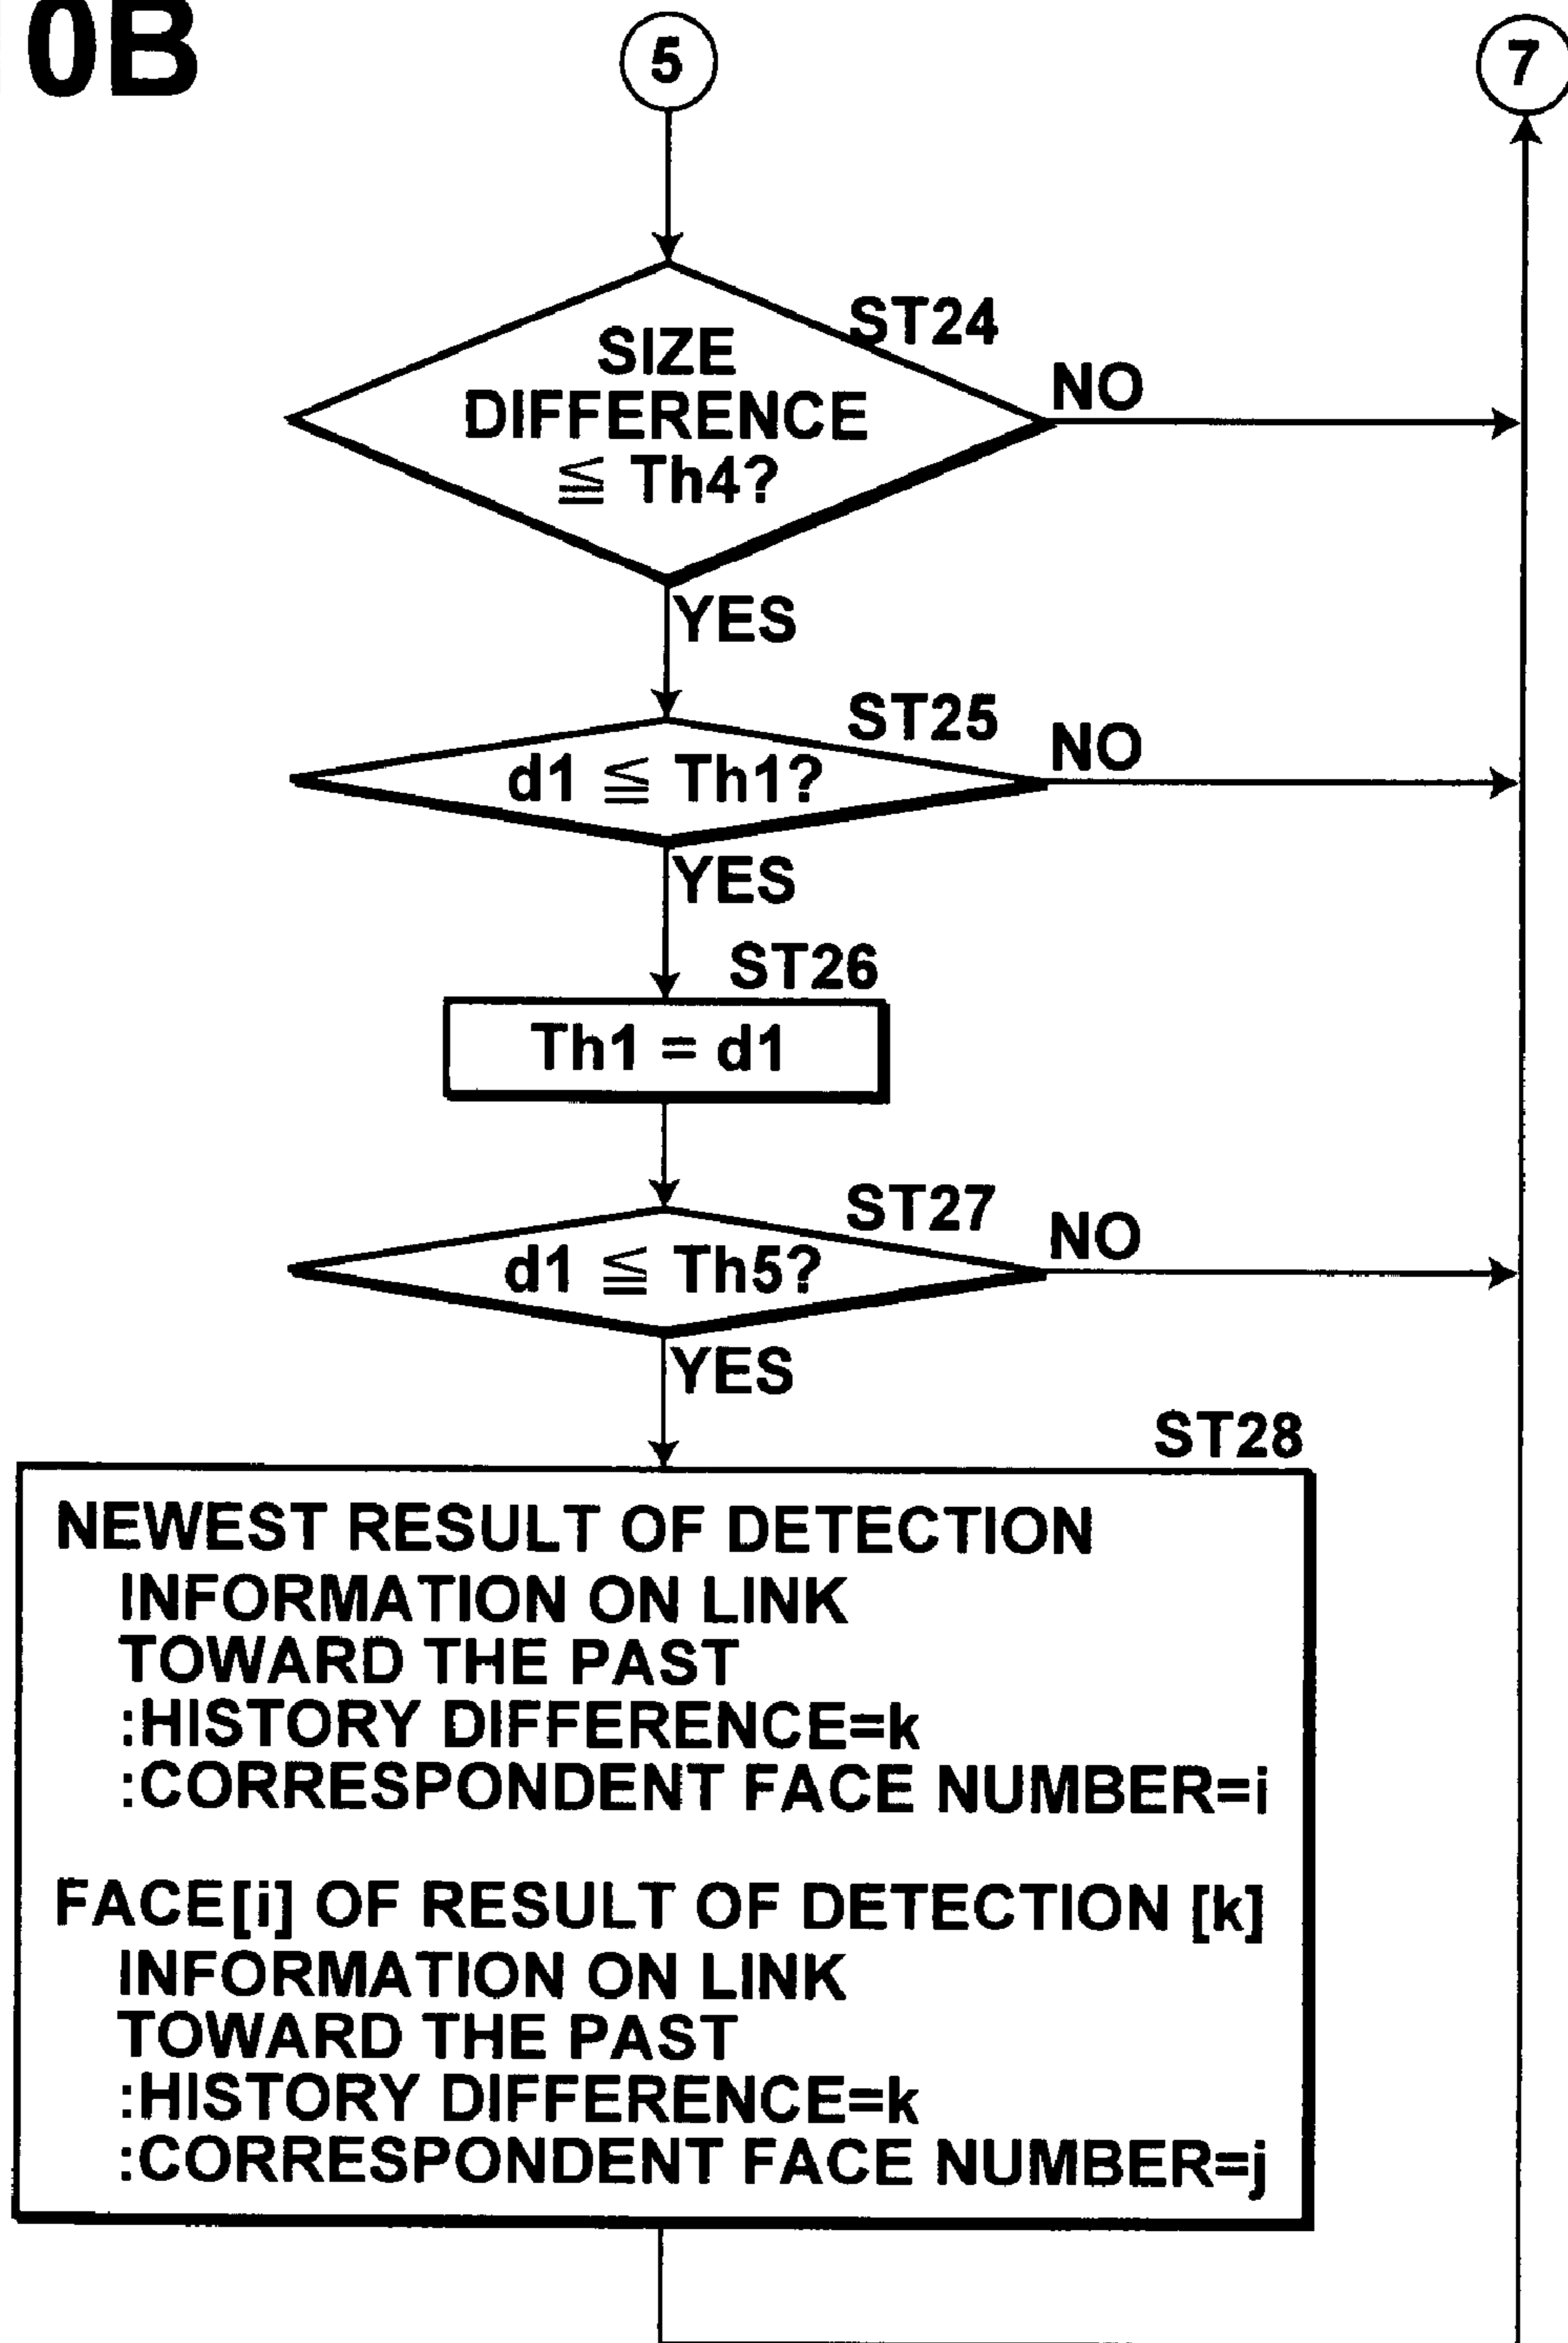 0B
5
7
ST24
SIZE
DIFFERENCE
≦ Th4?
NO
YES
ST25
d1 ≦ Th1?
NO
YES
ST26
Th1 = d1
ST27
d1 ≦ Th5?
NO
YES
ST28
NEWEST RESULT OF DETECTION
INFORMATION ON LINK
TOWARD THE PAST
:HISTORY DIFFERENCE=k
:CORRESPONDENT FACE NUMBER=i
FACE[i] OF RESULT OF DETECTION [k]
INFORMATION ON LINK
TOWARD THE PAST
:HISTORY DIFFERENCE=k
:CORRESPONDENT FACE NUMBER=j